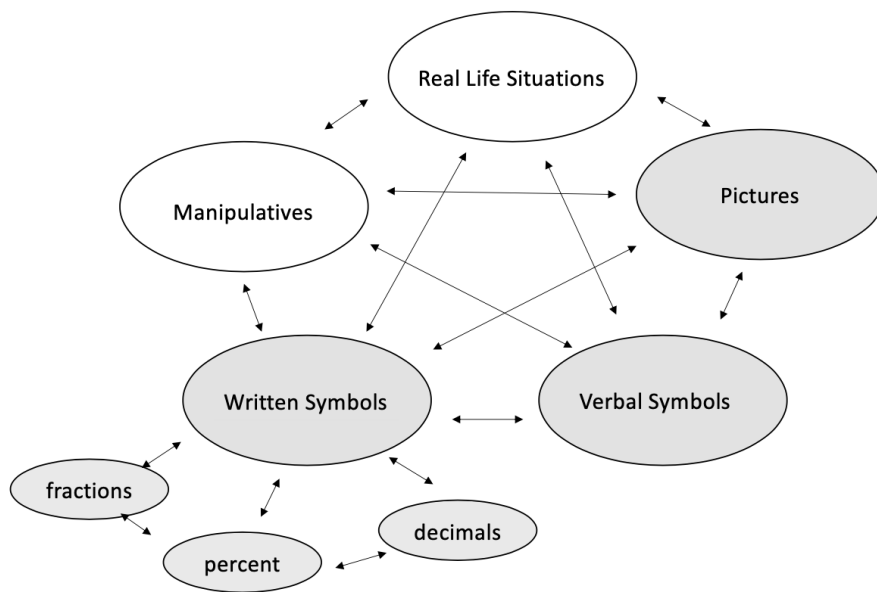 Real Life Situations
Manipulatives
Pictures
Written Symbols
Verbal Symbols
fractions
percent
decimals